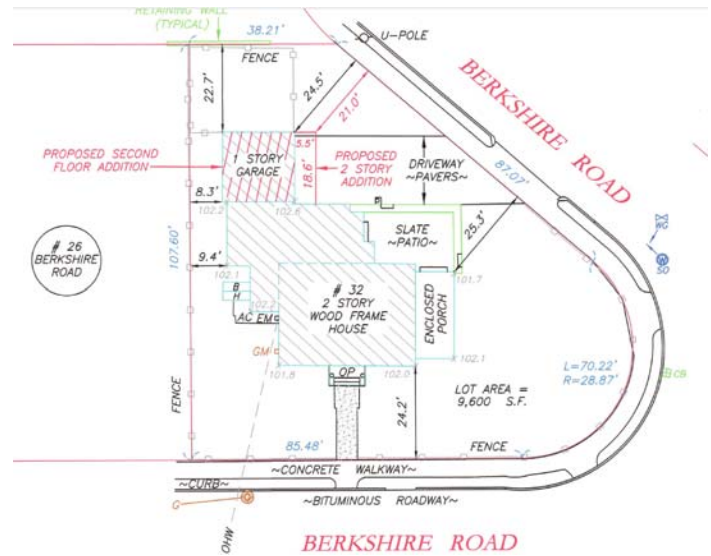 RETAINING WALL
(TYPICAL)
38.21'
U-POLE
FENCE
22.7'
24.5'
21.0'
BERKSHIRE ROAD
PROPOSED SECOND
FLOOR ADDITION
1 STORY
GARAGE
5.5'
18.6'
PROPOSED
2 STORY
ADDITION
DRIVEWAY
~PAVERS~
87.07'
8.3'
102.2
102.6
# 26
BERKSHIRE
ROAD
107.60'
SLATE
~PATIO~
25.3'
9.4'
102.1
101.7
B
H
102.2
# 32
2 STORY
WOOD FRAME
HOUSE
ENCLOSED
PORCH
AC
EM
GM
101.8
OP
102.0
102.1
L=70.22'
R=28.87'
CB
LOT AREA =
9,600 S.F.
FENCE
24.2'
85.48'
FENCE
~CONCRETE WALKWAY~
~CURB~
~BITUMINOUS ROADWAY~
G
OHW
BERKSHIRE ROAD